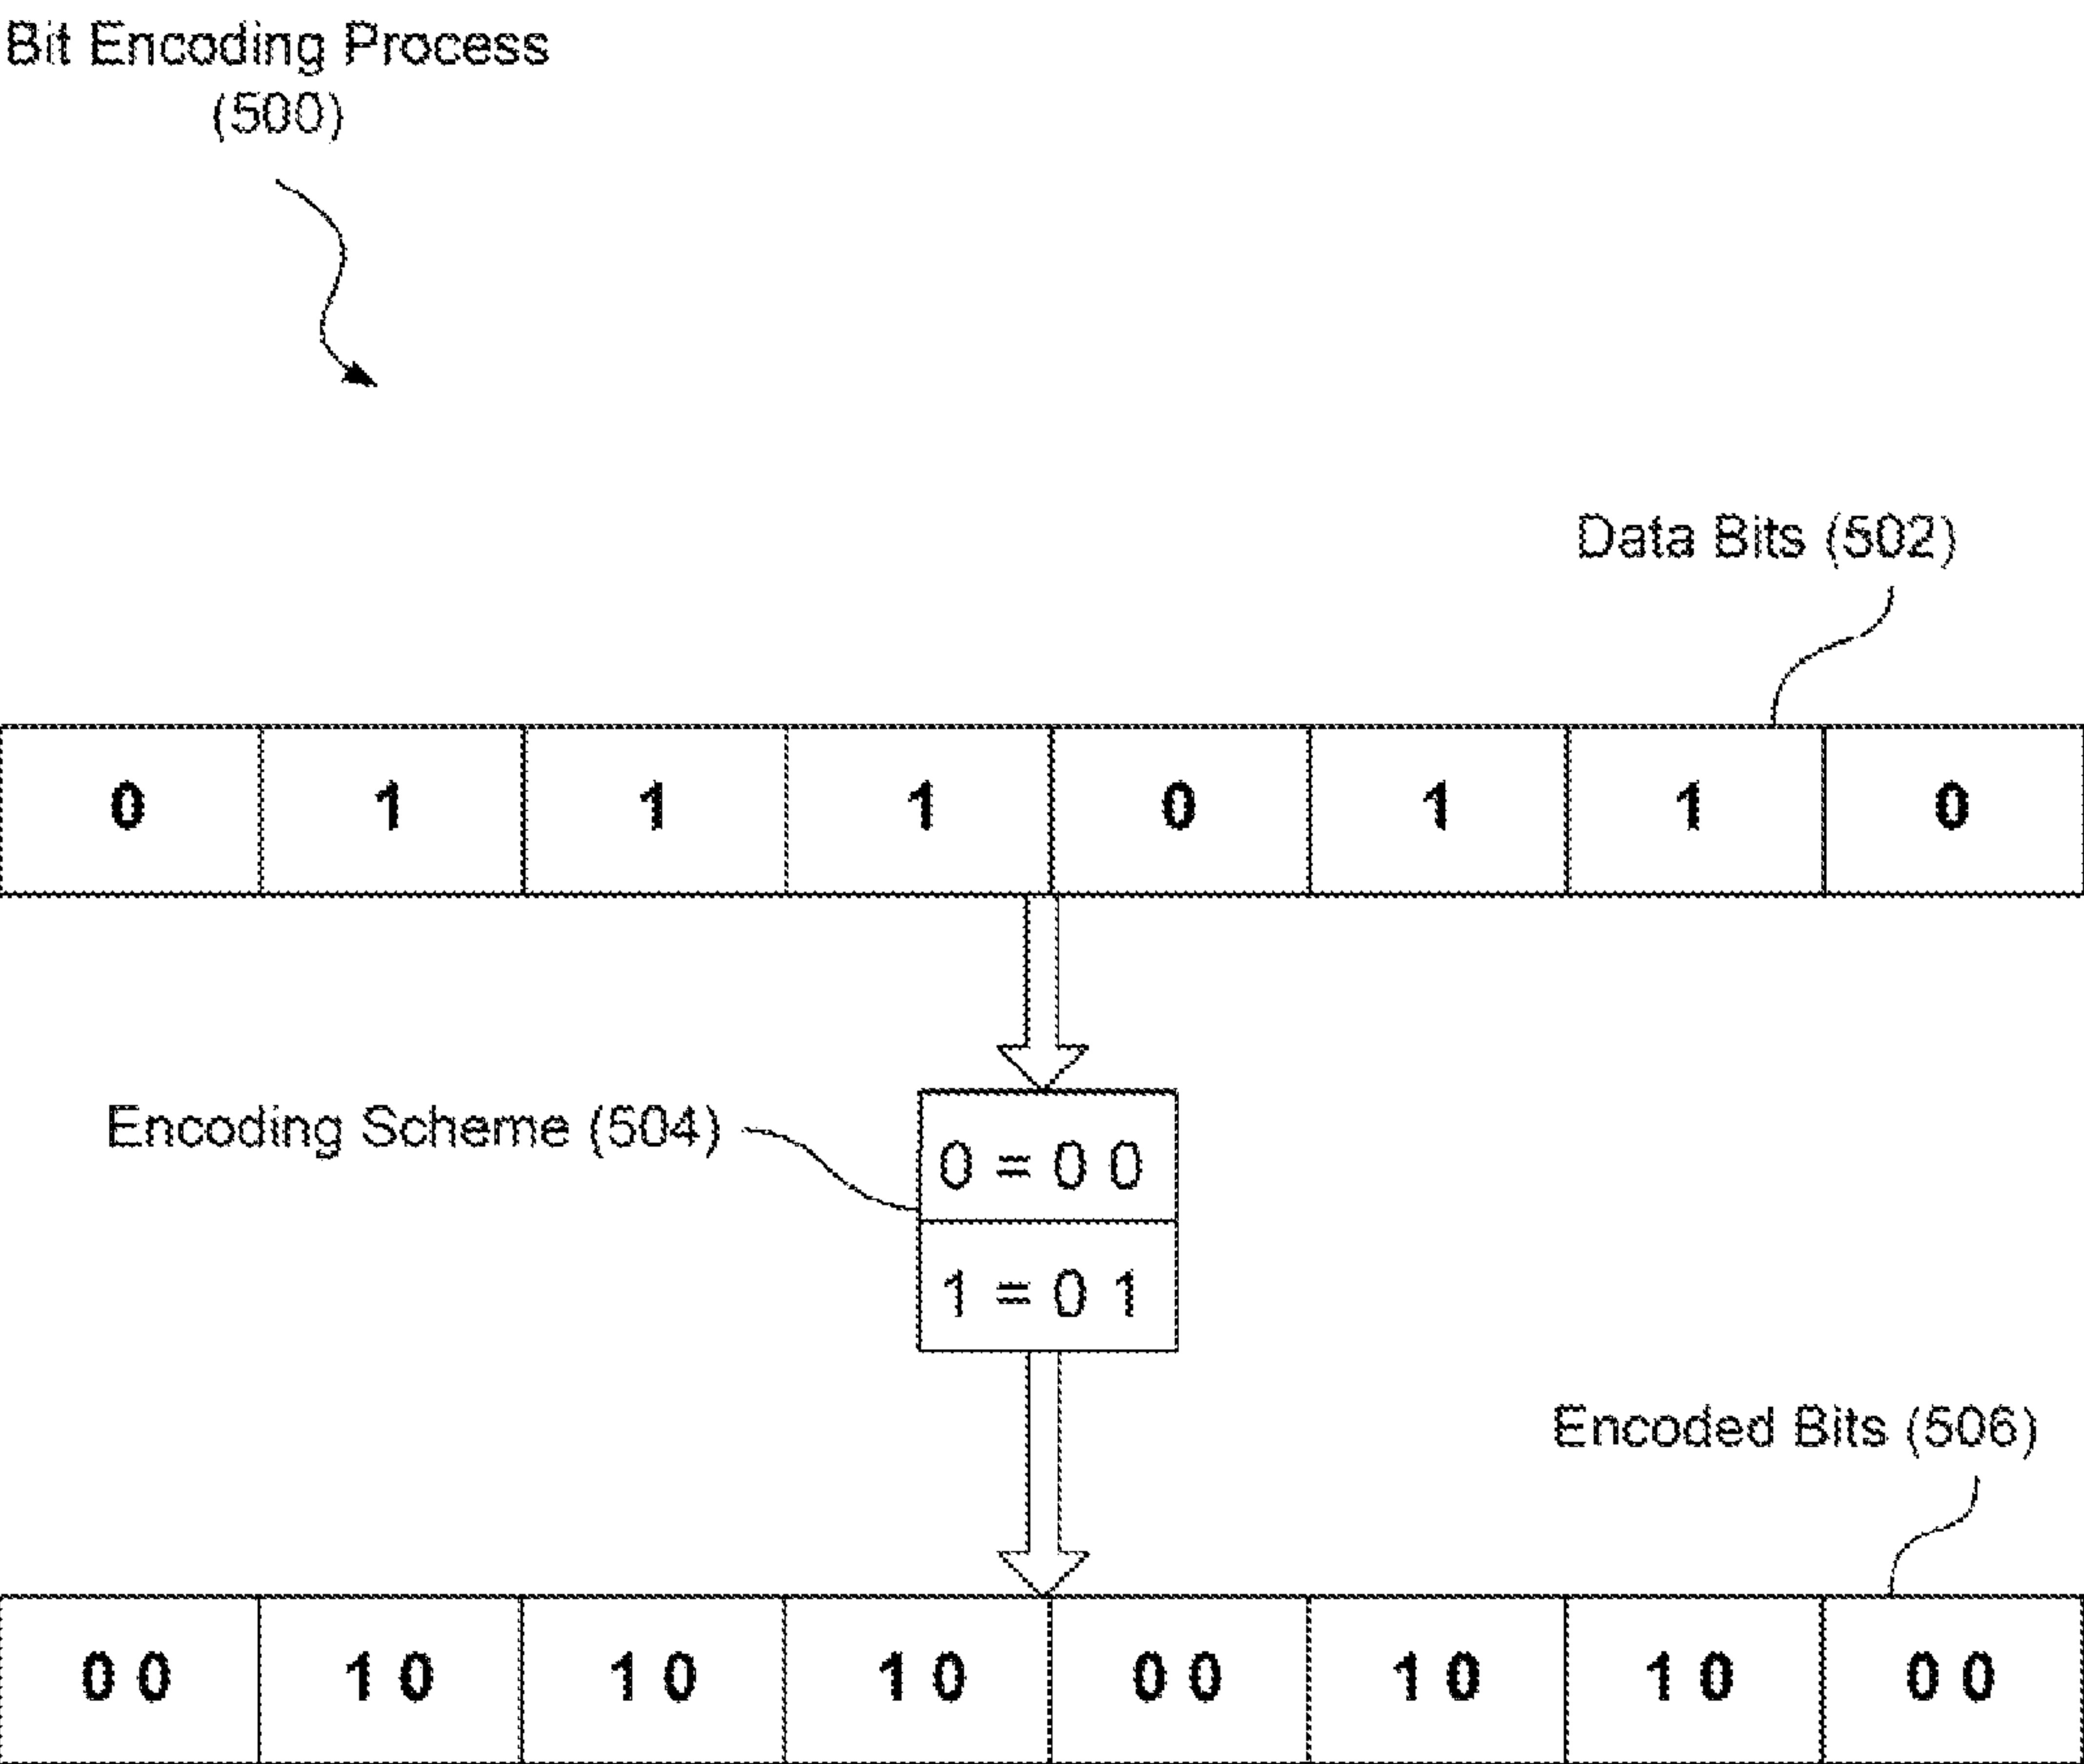 Bit Encoding Process
(500)
Data Bits (502)
0 1 1 1 0 1 1 0
Encoding Scheme (504)
0 = 0 0
1 = 0 1
Encoded Bits (506)
0 0 1 0 1 0 1 0 0 0 1 0 1 0 0 0